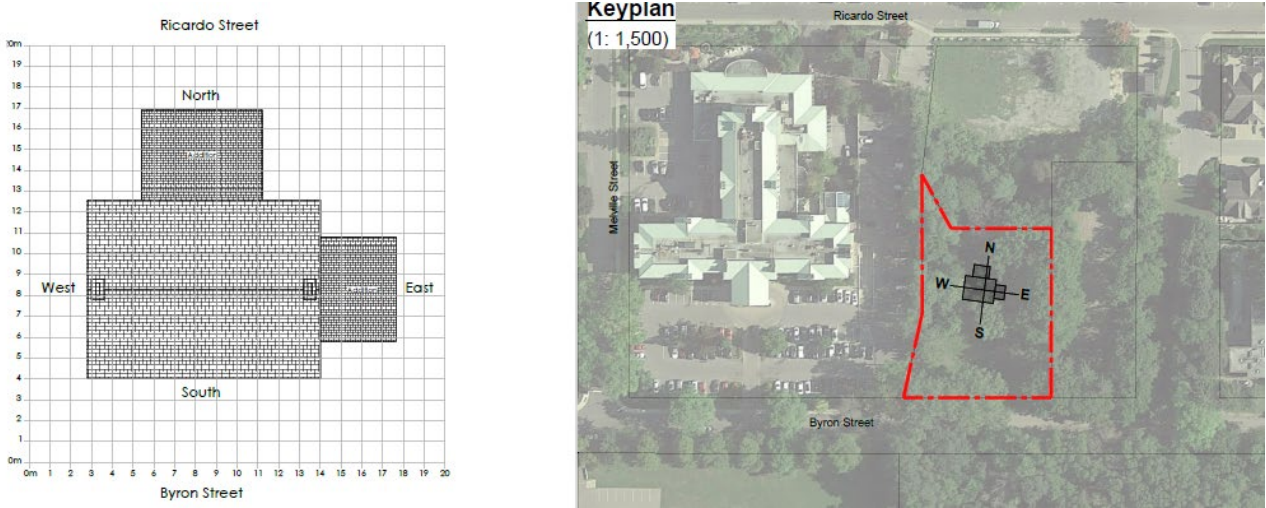 Ricardo Street
20m
19
18
17
16
15
14
13
12
11
10
9
8
7
6
5
4
3
2
1
0m
North
Addition
West
Addition
East
South
0m 1 2 3 4 5 6 7 8 9 10 11 12 13 14 15 16 17 18 19 20
Byron Street
Keyplan
(1: 1,500)
Ricardo Street
Melville Street
N
W
E
S
Byron Street